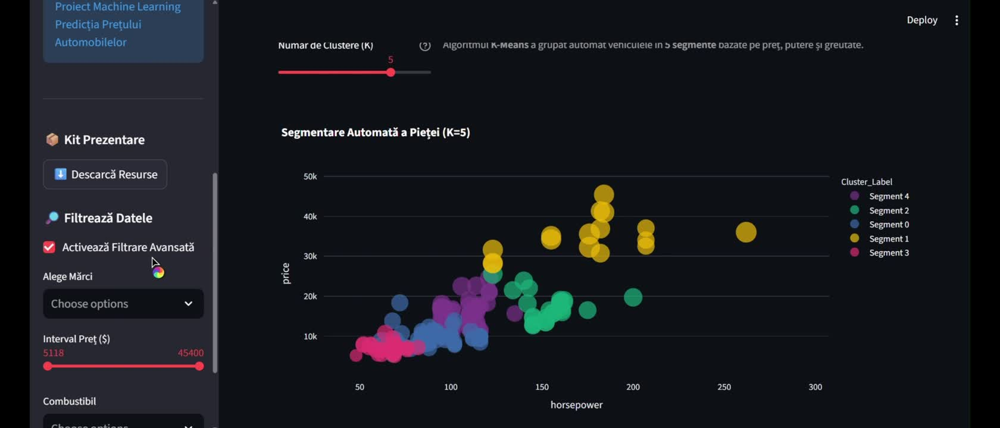 Proiect Machine Learning
Predicția Prețului
Automobilelor
Kit Prezentare
Descarcă Resurse
Filtrează Datele
Activează Filtrare Avansată
Alege Mărci
Choose options
Interval Preț ($)
5118 45400
Combustibil
Choose options
Deploy
Numar de Clustere (K)
5
Algoritmul K-Means a grupat automat vehiculele in 5 segmente bazate pe preț, putere și greutate.
Segmentare Automată a Pieței (K=5)
50k
40k
30k
20k
10k
price
50 100 150 200 250 300
horsepower
Cluster_Label
Segment 4
Segment 2
Segment 0
Segment 1
Segment 3